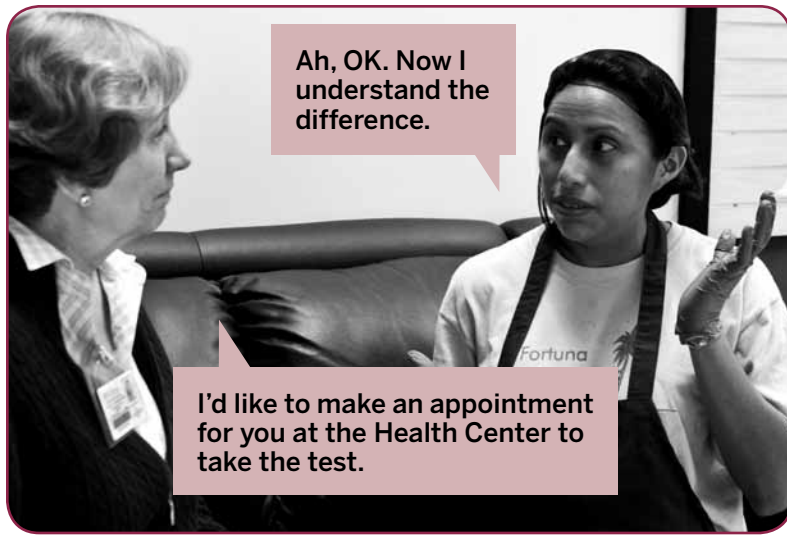 Ah, OK. Now I
understand the
difference.
Fortuna
I’d like to make an appointment
for you at the Health Center to
take the test.